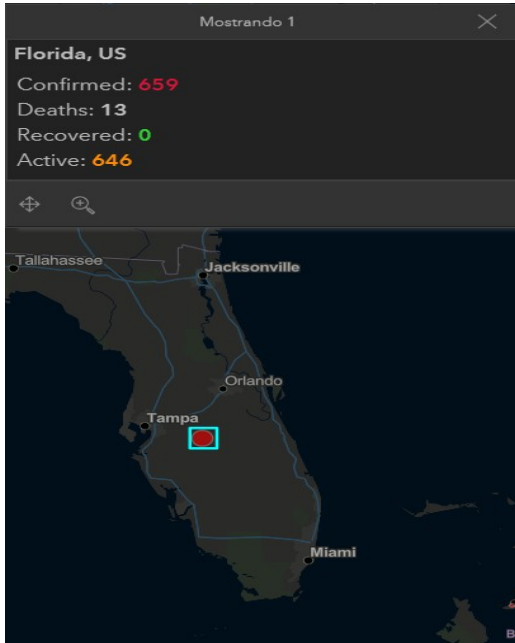 Mostrando 1
Florida, US
Confirmed: 659
Deaths: 13
Recovered: 0
Active: 646
Tallahassee
Jacksonville
Orlando
Tampa
Miami
B